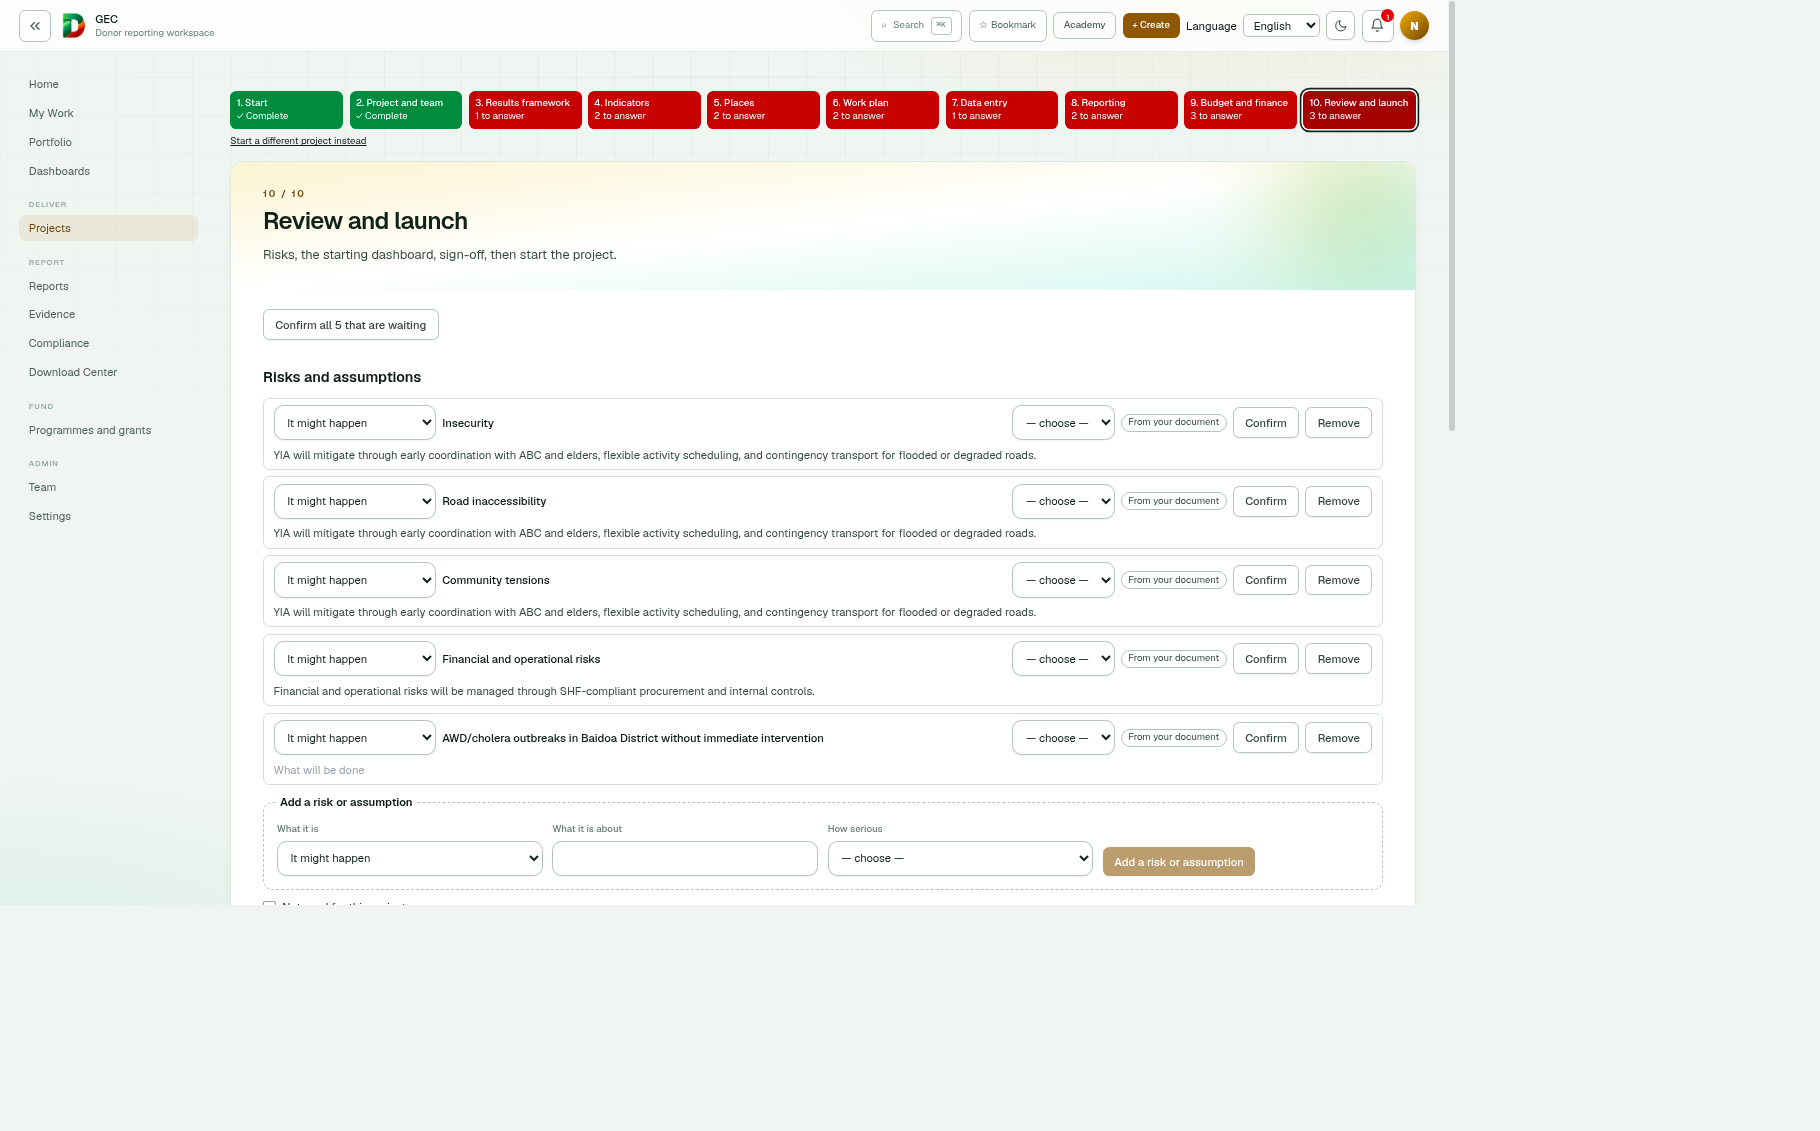 GEC
Donor reporting workspace
Search ⌘K
☆ Bookmark
Academy
+ Create
Language
English
1
N
Home
My Work
Portfolio
Dashboards
DELIVER
Projects
REPORT
Reports
Evidence
Compliance
Download Center
FUND
Programmes and grants
ADMIN
Team
Settings
1. Start
✓ Complete
2. Project and team
✓ Complete
3. Results framework
1 to answer
4. Indicators
2 to answer
5. Places
2 to answer
6. Work plan
2 to answer
7. Data entry
1 to answer
8. Reporting
2 to answer
9. Budget and finance
3 to answer
10. Review and launch
3 to answer
Start a different project instead
10 / 10
Review and launch
Risks, the starting dashboard, sign-off, then start the project.
Confirm all 5 that are waiting
Risks and assumptions
It might happen Insecurity — choose — From your document Confirm Remove
YIA will mitigate through early coordination with ABC and elders, flexible activity scheduling, and contingency transport for flooded or degraded roads.
It might happen Road inaccessibility — choose — From your document Confirm Remove
YIA will mitigate through early coordination with ABC and elders, flexible activity scheduling, and contingency transport for flooded or degraded roads.
It might happen Community tensions — choose — From your document Confirm Remove
YIA will mitigate through early coordination with ABC and elders, flexible activity scheduling, and contingency transport for flooded or degraded roads.
It might happen Financial and operational risks — choose — From your document Confirm Remove
Financial and operational risks will be managed through SHF-compliant procurement and internal controls.
It might happen AWD/cholera outbreaks in Baidoa District without immediate intervention — choose — From your document Confirm Remove
What will be done
Add a risk or assumption
What it is What it is about How serious
It might happen — choose — Add a risk or assumption